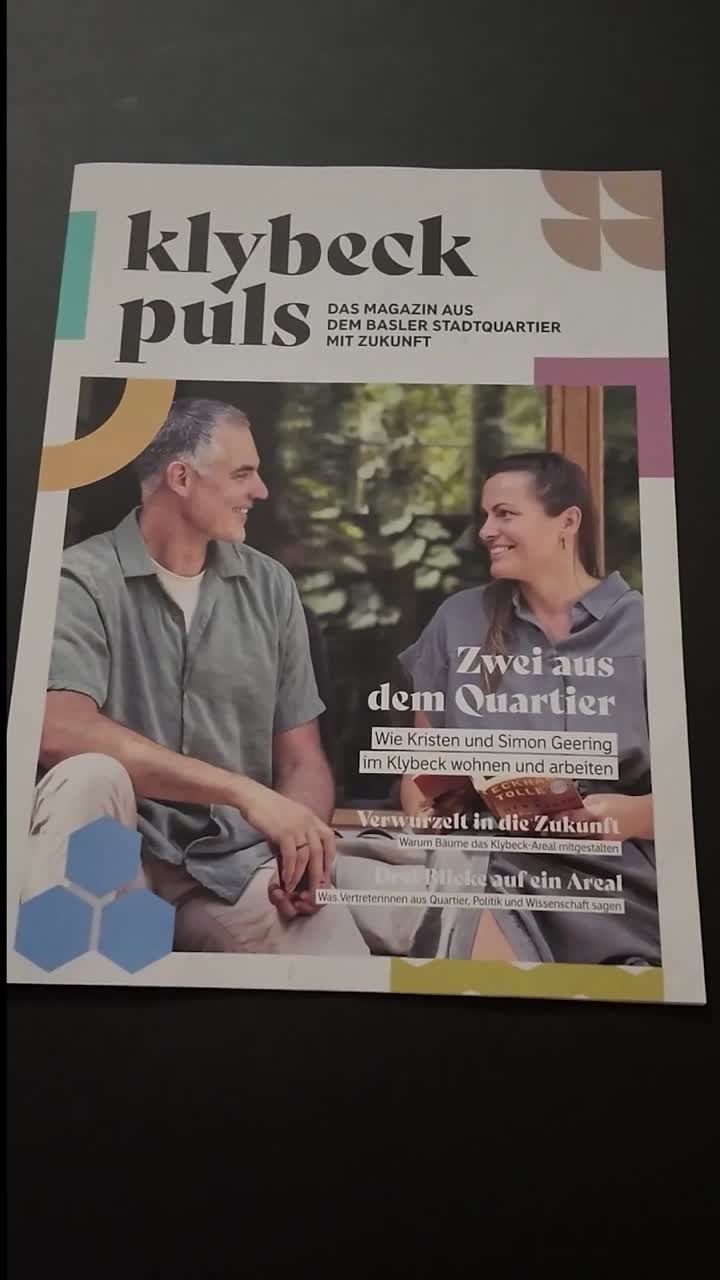 klybeck
puls
DAS MAGAZIN AUS
DEM BASLER STADTQUARTIER
MIT ZUKUNFT
Zwei aus
dem Quartier
Wie Kristen und Simon Geering
im Klybeck wohnen und arbeiten
TOLLE
Verwurzelt in die Zukunft
Warum Bäume das Klybeck-Areal mitgestalten
Drei Blicke auf ein Areal
Was Vertreterinnen aus Quartier, Politik und Wissenschaft sagen